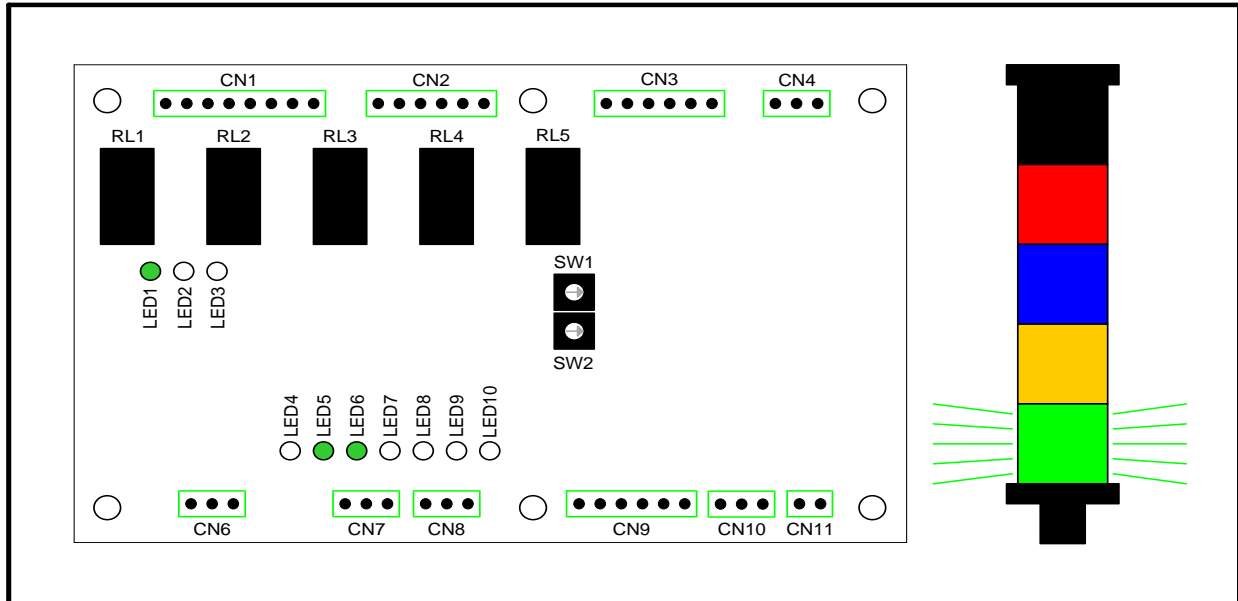 CN1
CN2
CN3
CN4
RL1
RL2
RL3
RL4
RL5
SW1
LED1
LED2
LED3
SW2
LED4
LED5
LED6
LED7
LED8
LED9
LED10
CN6
CN7
CN8
CN9
CN10
CN11